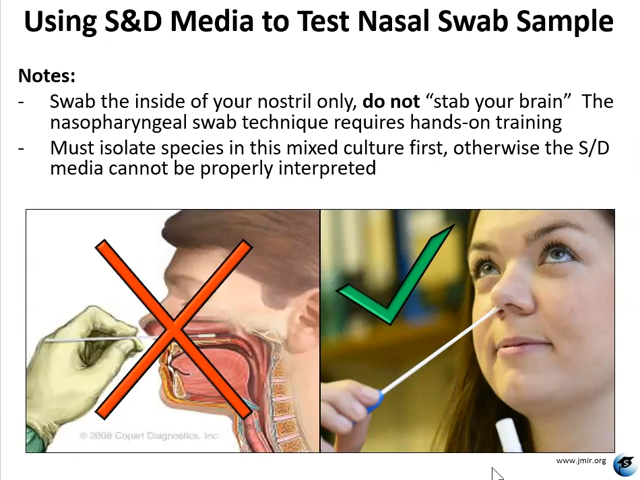 Using S&D Media to Test Nasal Swab Sample
Notes:
- Swab the inside of your nostril only, do not “stab your brain” The
nasopharyngeal swab technique requires hands-on training
- Must isolate species in this mixed culture first, otherwise the S/D
media cannot be properly interpreted
© 2008 Copart Diagnostics, Inc.
www.jmir.org
S